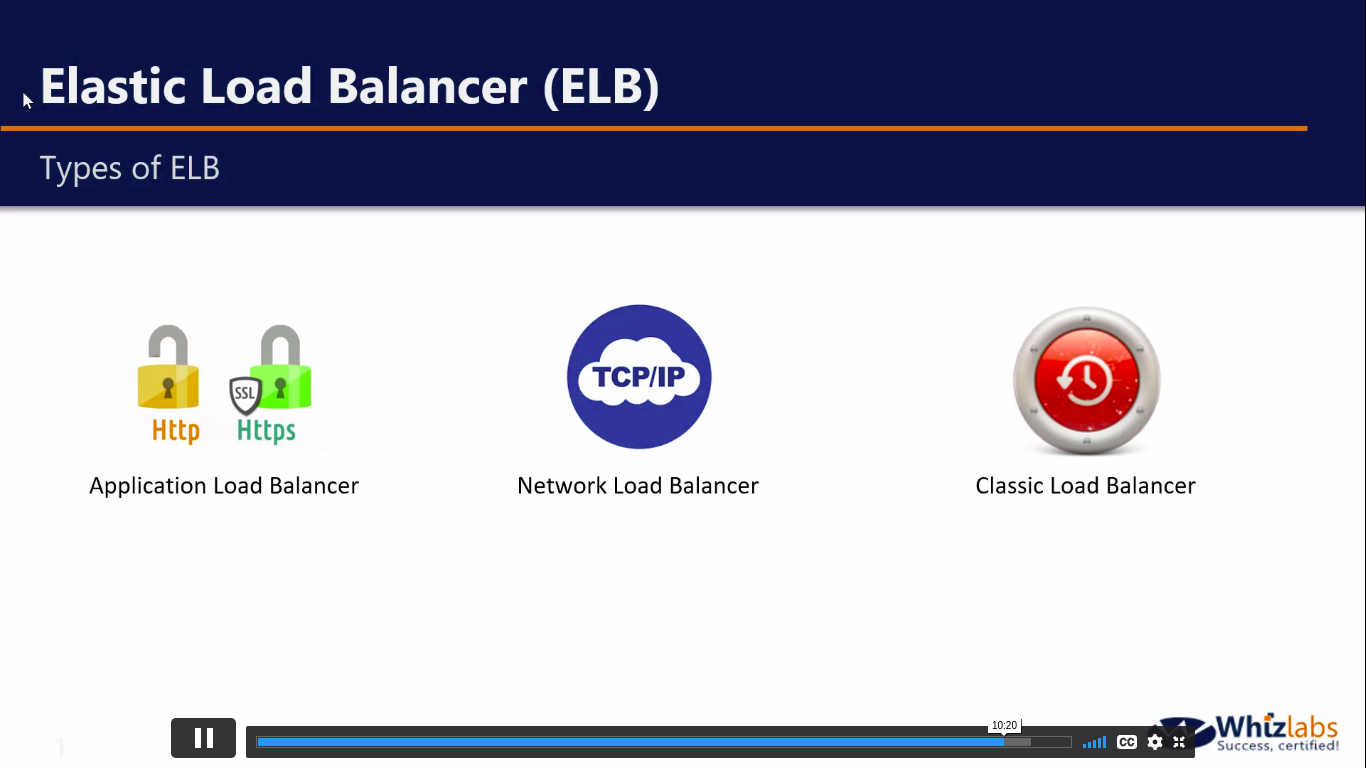 Elastic Load Balancer (ELB)
Types of ELB
SSL
Http
Https
TCP/IP
Application Load Balancer
Network Load Balancer
Classic Load Balancer
1
10:20
CC
Whizlabs
Success, certified!